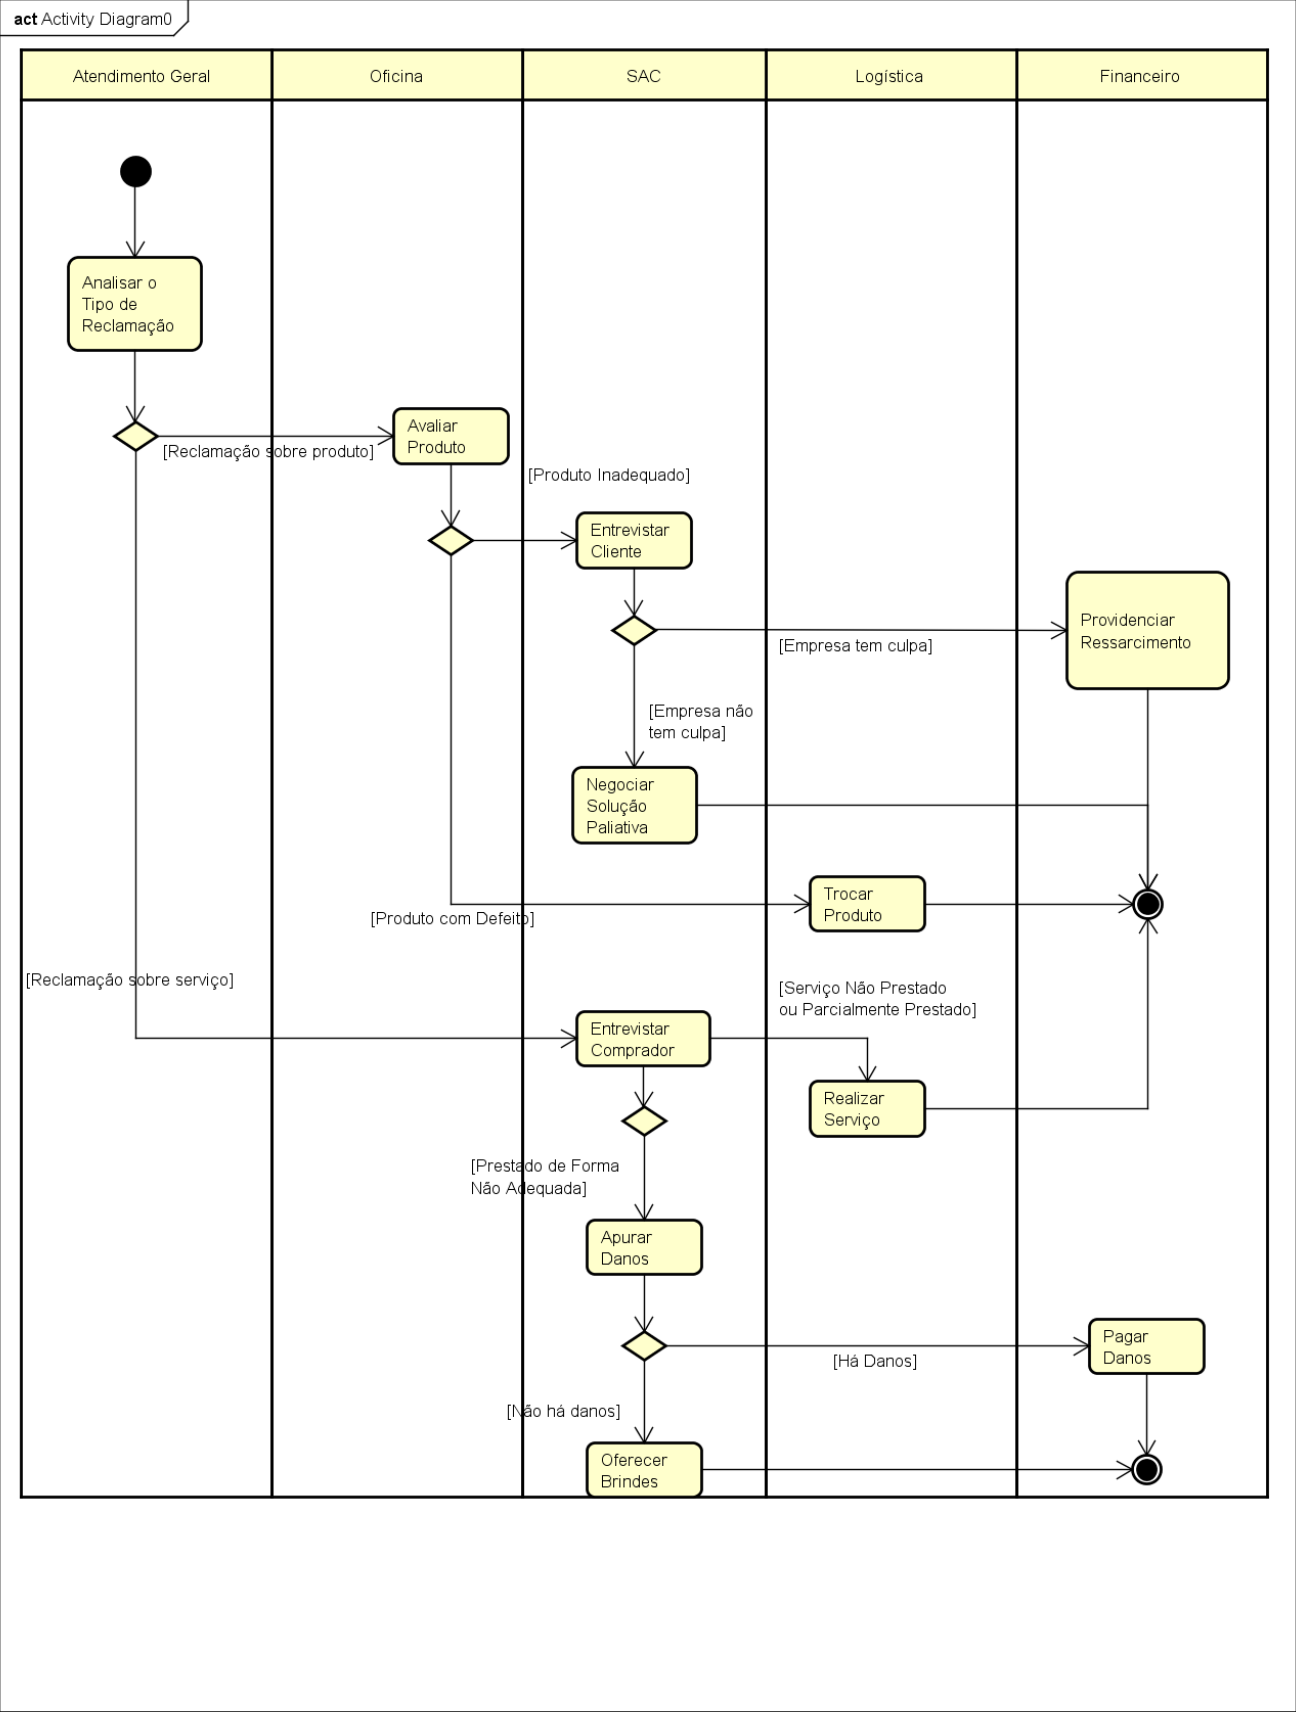 act Activity Diagram0
Atendimento Geral
Oficina
SAC
Logística
Financeiro
Analisar o
Tipo de
Reclamação
[Reclamação sobre produto]
Avaliar
Produto
[Produto Inadequado]
Entrevistar
Cliente
[Empresa tem culpa]
Providenciar
Ressarcimento
[Empresa não
tem culpa]
Negociar
Solução
Paliativa
[Produto com Defeito]
Trocar
Produto
[Reclamação sobre serviço]
Entrevistar
Comprador
[Serviço Não Prestado
ou Parcialmente Prestado]
Realizar
Serviço
[Prestado de Forma
Não Adequada]
Apurar
Danos
[Há Danos]
Pagar
Danos
[Não há danos]
Oferecer
Brindes